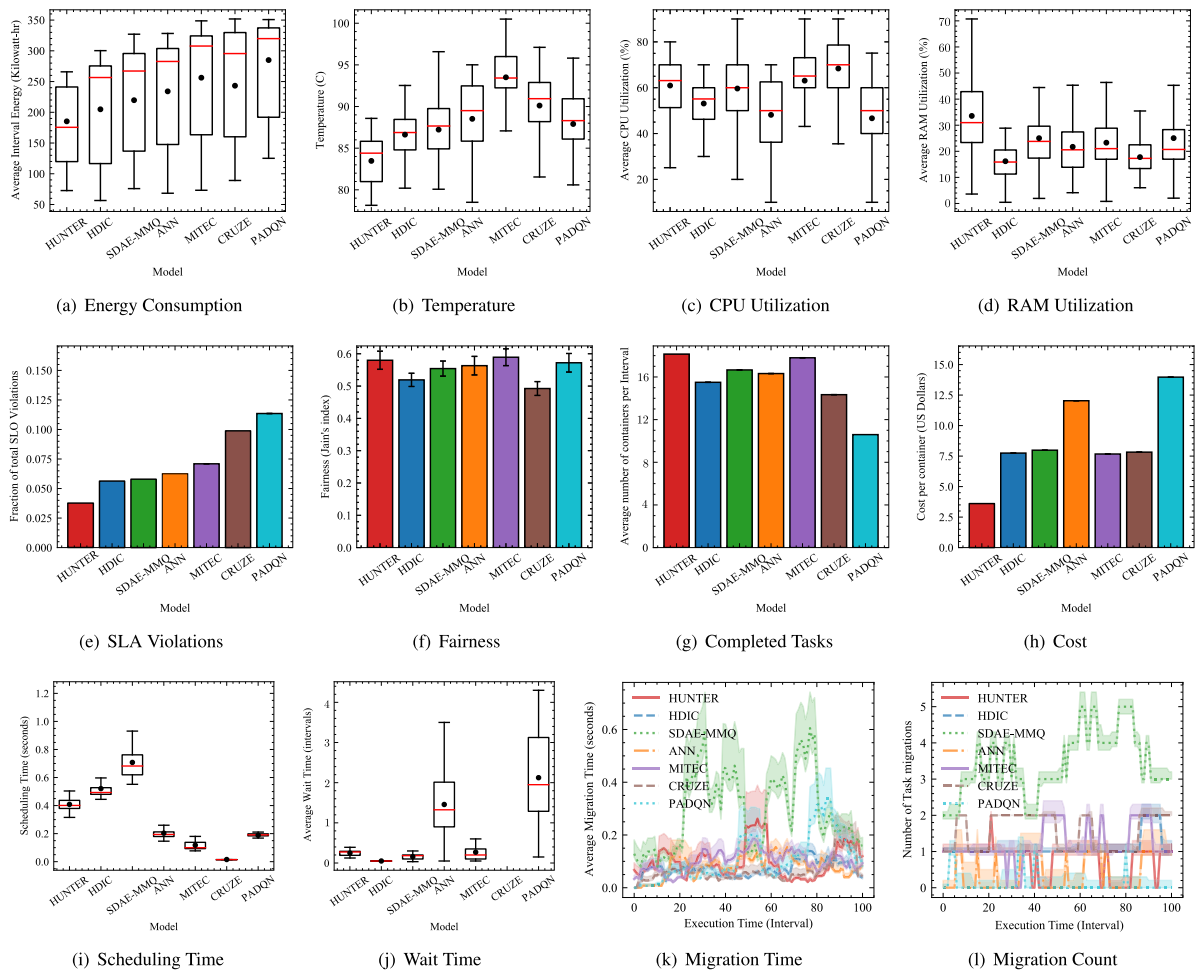 Average Interval Energy (Kilowatt-hr)
350
300
250
200
150
100
50
HUNTER
HDIC
SDAE-MMQ
ANN
MITEC
CRUZE
PADQN
Model
(a) Energy Consumption
Temperature (C)
100
95
90
85
80
HUNTER
HDIC
SDAE-MMQ
ANN
MITEC
CRUZE
PADQN
Model
(b) Temperature
Average CPU Utilization (\%)
80
60
40
20
HUNTER
HDIC
SDAE-MMQ
ANN
MITEC
CRUZE
PADQN
Model
(c) CPU Utilization
Average RAM Utilization (\%)
70
60
50
40
30
20
10
0
HUNTER
HDIC
SDAE-MMQ
ANN
MITEC
CRUZE
PADQN
Model
(d) RAM Utilization
Fraction of total SLO Violations
0.150
0.125
0.100
0.075
0.050
0.025
0.000
HUNTER
HDIC
SDAE-MMQ
ANN
MITEC
CRUZE
PADQN
Model
(e) SLA Violations
Fairness (Jain's index)
0.6
0.5
0.4
0.3
0.2
0.1
0.0
HUNTER
HDIC
SDAE-MMQ
ANN
MITEC
CRUZE
PADQN
Model
(f) Fairness
Average number of containers per Interval
16
12
8
4
0
HUNTER
HDIC
SDAE-MMQ
ANN
MITEC
CRUZE
PADQN
Model
(g) Completed Tasks
Cost per container (US Dollars)
15.0
12.5
10.0
7.5
5.0
2.5
0.0
HUNTER
HDIC
SDAE-MMQ
ANN
MITEC
CRUZE
PADQN
Model
(h) Cost
Scheduling Time (seconds)
1.2
1.0
0.8
0.6
0.4
0.2
0.0
HUNTER
HDIC
SDAE-MMQ
ANN
MITEC
CRUZE
PADQN
Model
(i) Scheduling Time
Average Wait Time (intervals)
4
3
2
1
0
HUNTER
HDIC
SDAE-MMQ
ANN
MITEC
CRUZE
PADQN
Model
(j) Wait Time
Average Migration Time (seconds)
0.6
0.4
0.2
0.0
HUNTER
HDIC
SDAE-MMQ
ANN
MITEC
CRUZE
PADQN
0 20 40 60 80 100
Execution Time (Interval)
(k) Migration Time
Number of Task migrations
5
4
3
2
1
0
HUNTER
HDIC
SDAE-MMQ
ANN
MITEC
CRUZE
PADQN
0 20 40 60 80 100
Execution Time (Interval)
(l) Migration Count